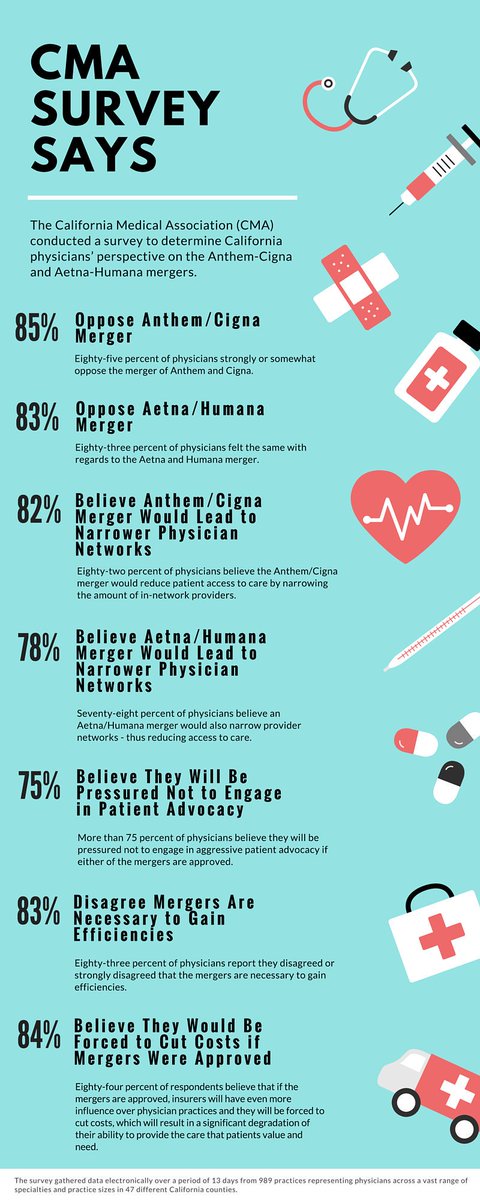 CMA
SURVEY
SAYS
The California Medical Association (CMA)
conducted a survey to determine California
physicians' perspective on the Anthem-Cigna
and Aetna-Humana mergers.
85%
Oppose Anthem/Cigna
Merger
Eighty-five percent of physicians strongly or somewhat
oppose the merger of Anthem and Cigna.
83%
Oppose Aetna/Humana
Merger
Eighty-three percent of physicians felt the same with
regards to the Aetna and Humana merger.
82%
Believe Anthem/Cigna
Merger Would Lead to
Narrower Physician
Networks
Eighty-two percent of physicians believe the Anthem/Cigna
merger would reduce patient access to care by narrowing
the amount of in-network providers.
78%
Believe Aetna/Humana
Merger Would Lead to
Narrower Physician
Networks
Seventy-eight percent of physicians believe an
Aetna/Humana merger would also narrow provider
networks - thus reducing access to care.
75%
Believe They Will Be
Pressured Not to Engage
in Patient Advocacy
More than 75 percent of physicians believe they will be
pressured not to engage in aggressive patient advocacy if
either of the mergers are approved.
83%
Disagree Mergers Are
Necessary to Gain
Efficiencies
Eighty-three percent of physicians report they disagreed or
strongly disagreed that the mergers are necessary to gain
efficiencies.
84%
Believe They Would Be
Forced to Cut Costs if
Mergers Were Approved
Eighty-four percent of respondents believe that if the
mergers are approved, insurers will have even more
influence over physician practices and they will be forced to
cut costs, which will result in a significant degradation of
their ability to provide the care that patients value and
need.
The survey gathered data electronically over a period of 13 days from 989 practices representing physicians across a vast range of
specialties and practice sizes in 47 different California counties.